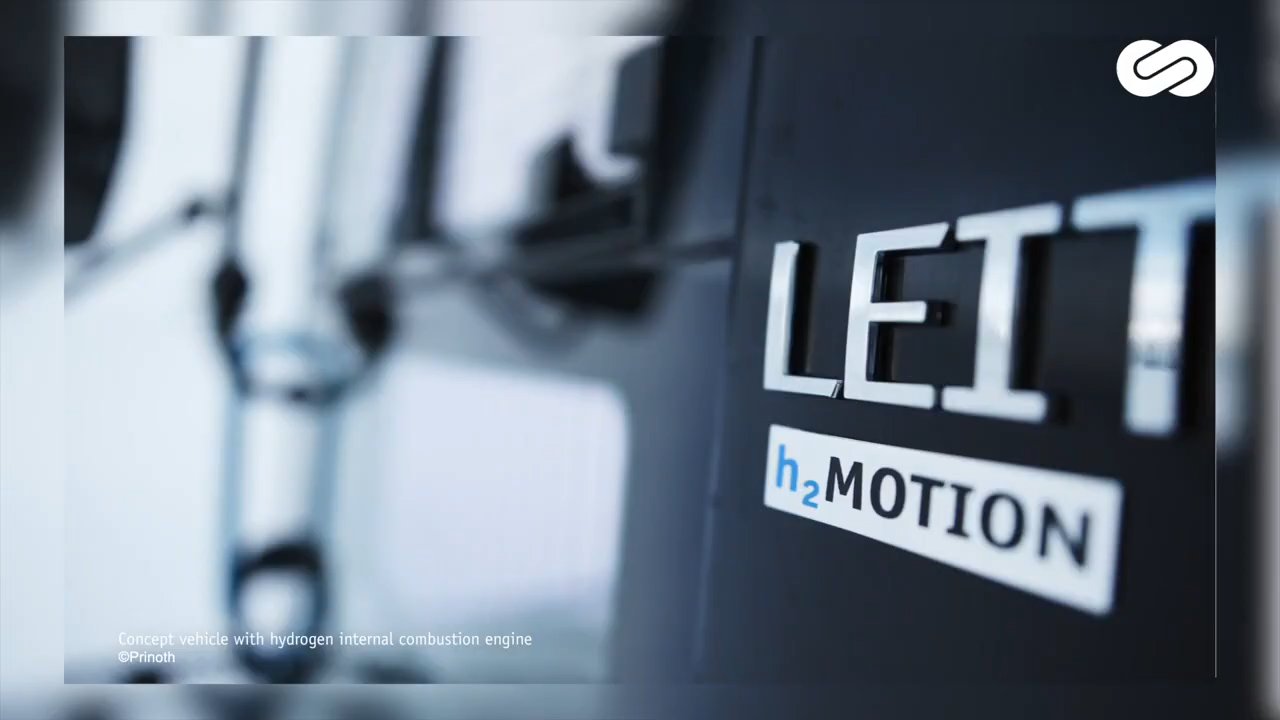 LEIT
h₂MOTION
Concept vehicle with hydrogen internal combustion engine
©Prinoth